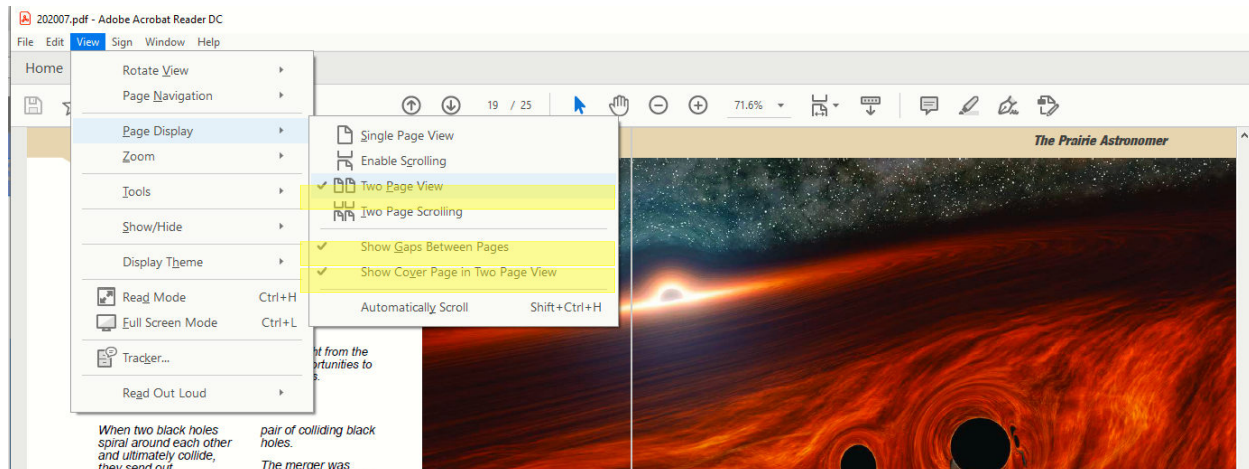 202007.pdf - Adobe Acrobat Reader DC
File Edit View Sign Window Help
Home
19 / 25 71.6%
Rotate View
Page Navigation
Page Display
Zoom
Tools
Show/Hide
Display Theme
Read Mode Ctrl+H
Full Screen Mode Ctrl+L
Tracker...
Read Out Loud
Single Page View
Enable Scrolling
Two Page View
Two Page Scrolling
Show Gaps Between Pages
Show Cover Page in Two Page View
Automatically Scroll Shift+Ctrl+H
The Prairie Astronomer
from the
to
When two black holes
spiral around each other
and ultimately collide,
they send out
pair of colliding black
holes.
The merger was